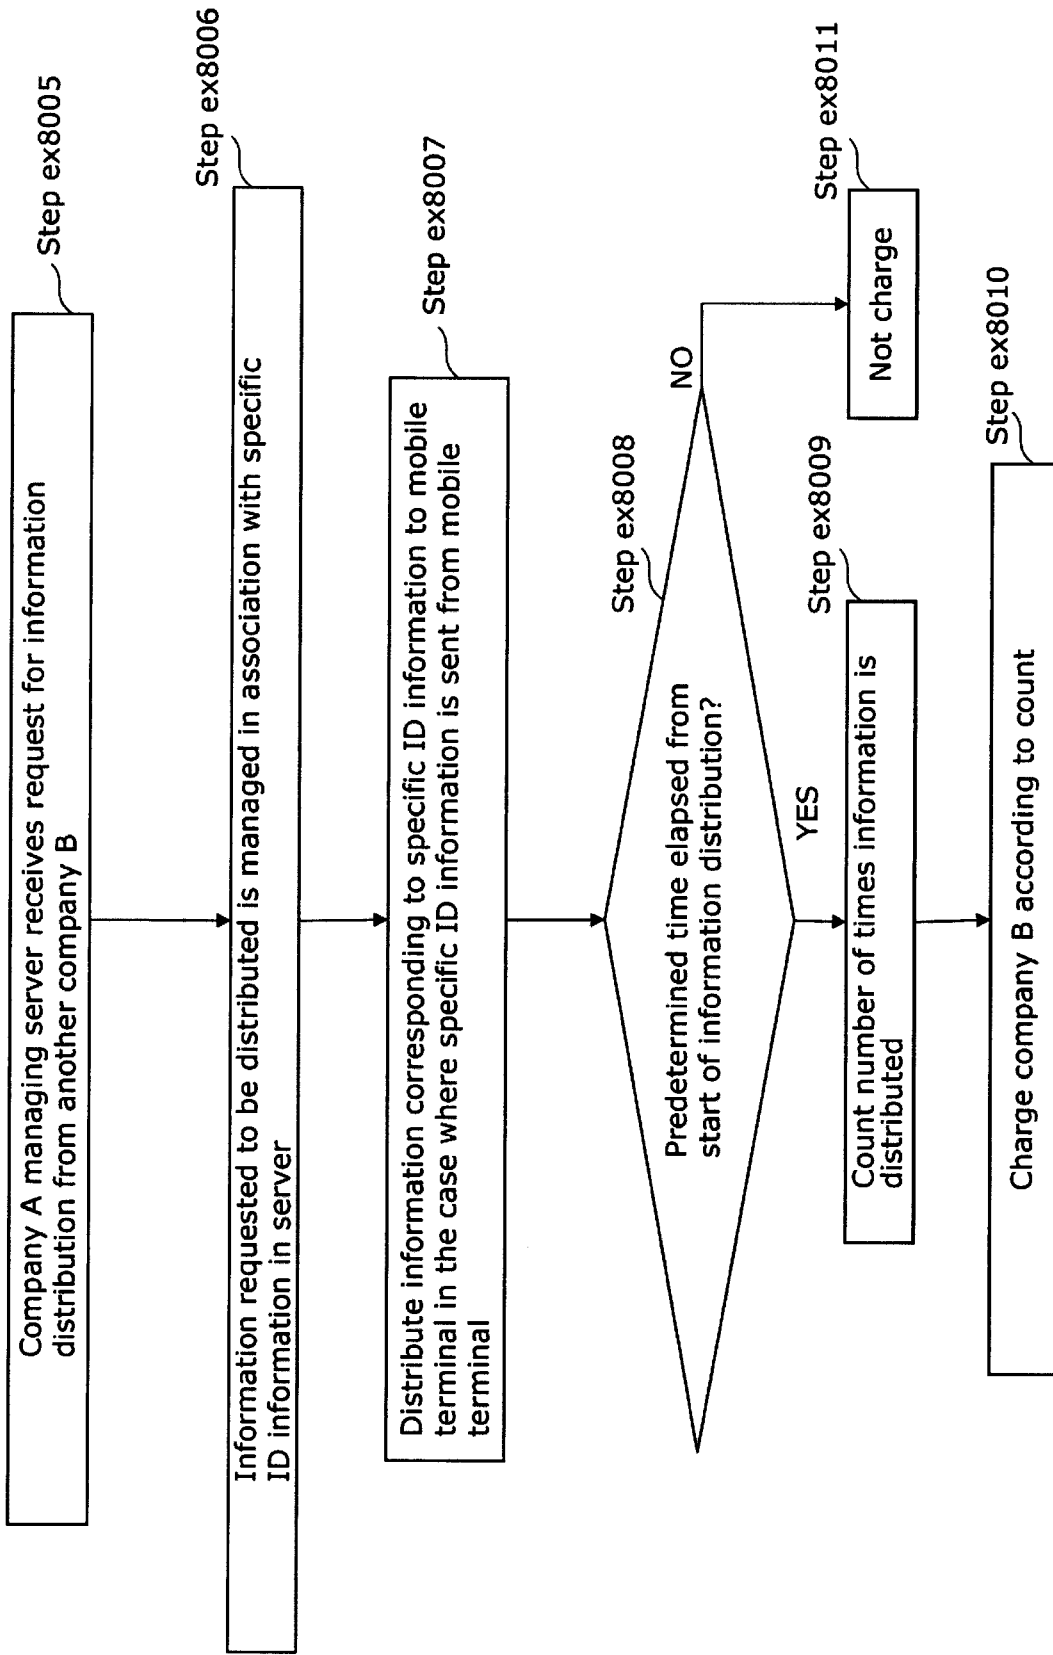 Step ex8005
Company A managing server receives request for information
distribution from another company B
Step ex8006
Information requested to be distributed is managed in association with specific
ID information in server
Step ex8007
Distribute information corresponding to specific ID information to mobile
terminal in the case where specific ID information is sent from mobile
terminal
Step ex8008
Predetermined time elapsed from
start of information distribution?
NO
YES
Step ex8011
Not charge
Step ex8009
Count number of times information is
distributed
Step ex8010
Charge company B according to count